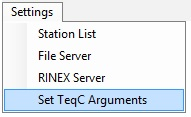 Settings
Station List
File Server
RINEX Server
Set TeqC Arguments